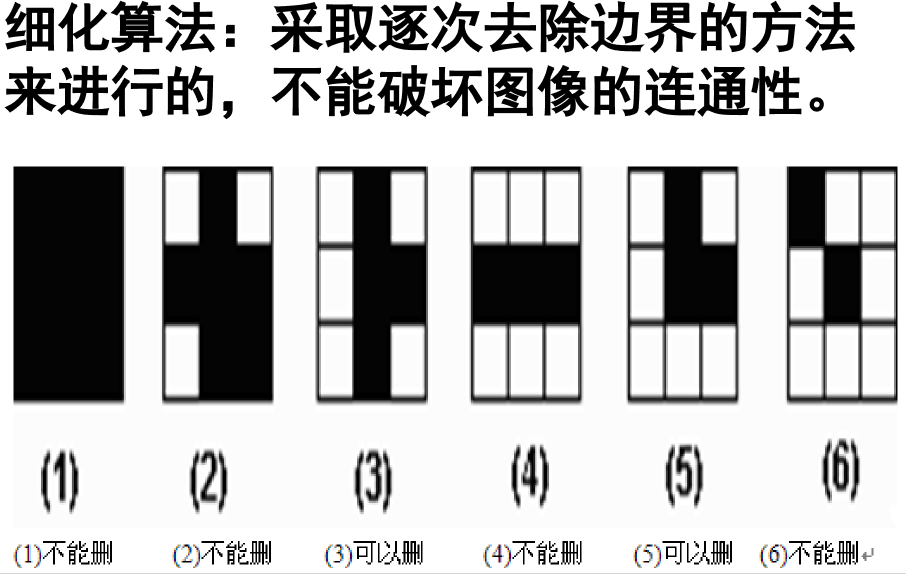 细化算法：采取逐次去除边界的方法
来进行的，不能破坏图像的连通性。
(1) (2) (3) (4) (5) (6)
(1)不能删 (2)不能删 (3)可以删 (4)不能删 (5)可以删 (6)不能删↵